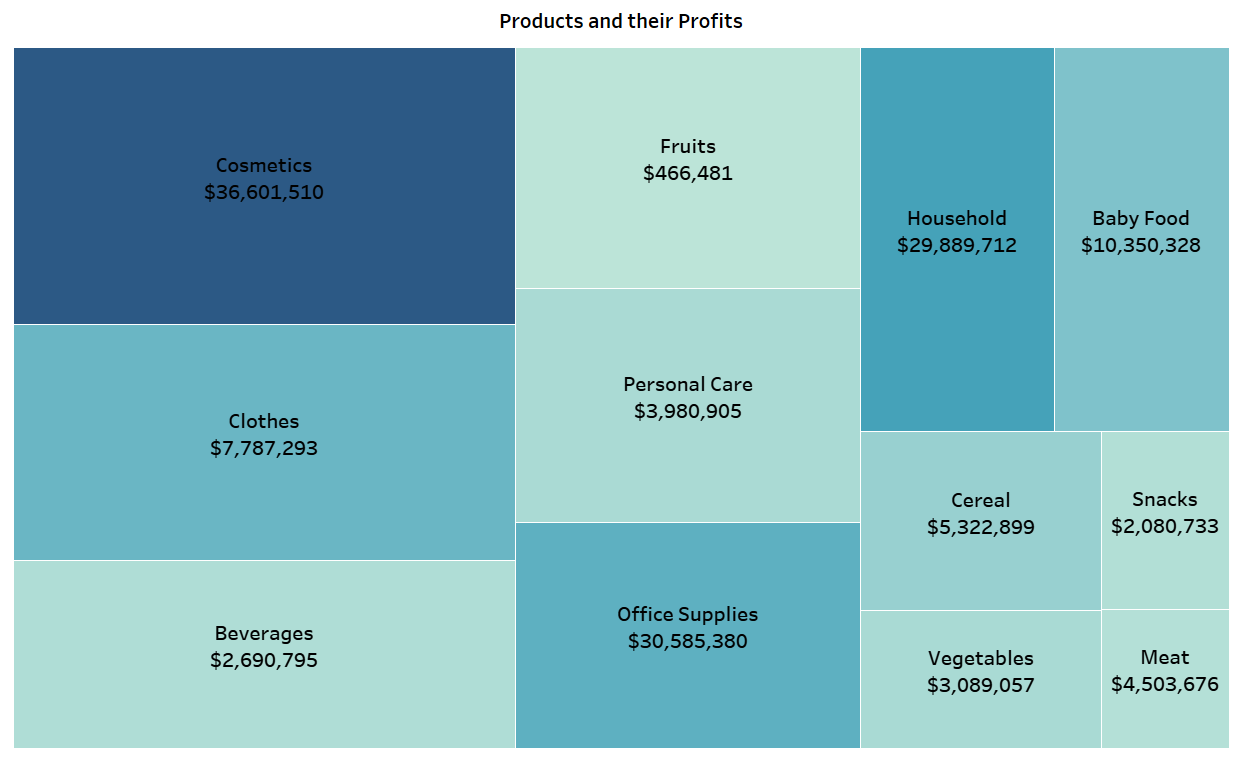 Products and their Profits
Cosmetics
$36,601,510
Clothes
$7,787,293
Beverages
$2,690,795
Fruits
$466,481
Personal Care
$3,980,905
Office Supplies
$30,585,380
Household
$29,889,712
Baby Food
$10,350,328
Cereal
$5,322,899
Snacks
$2,080,733
Vegetables
$3,089,057
Meat
$4,503,676